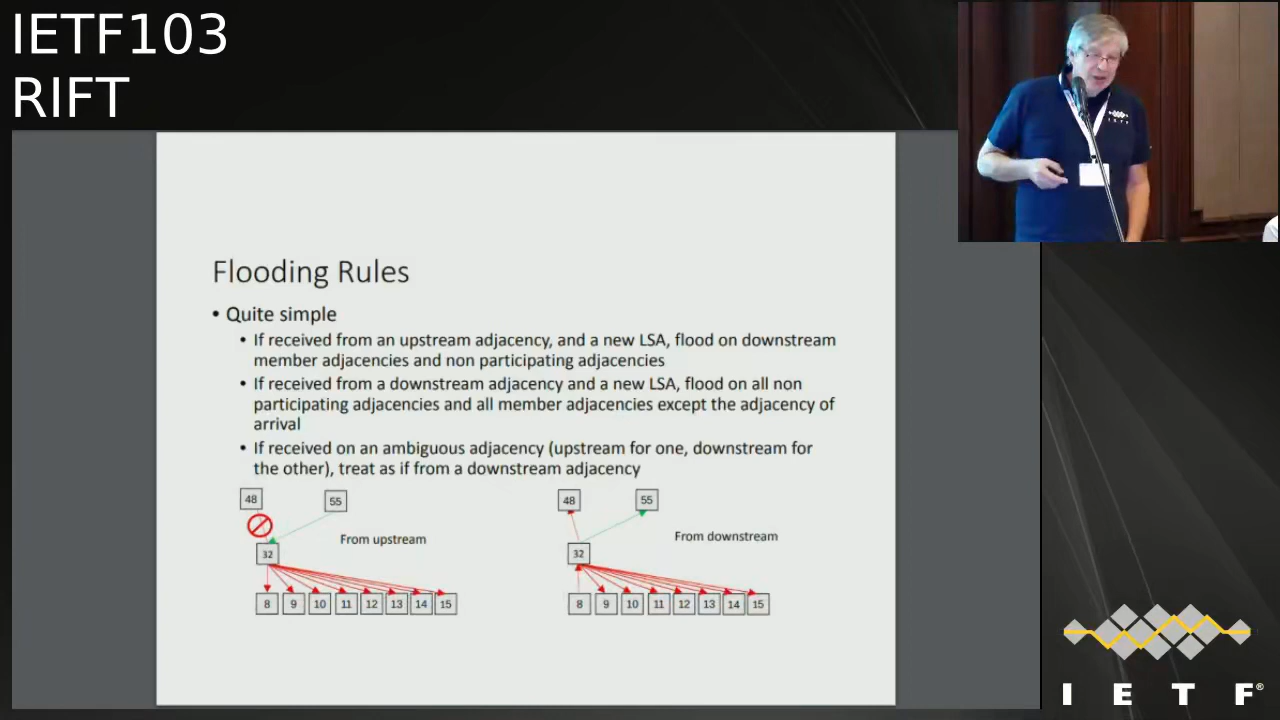 IETF103
RIFT
Flooding Rules
• Quite simple
• If received from an upstream adjacency, and a new LSA, flood on downstream
member adjacencies and non participating adjacencies
• If received from a downstream adjacency and a new LSA, flood on all non
participating adjacencies and all member adjacencies except the adjacency of
arrival
• If received on an ambiguous adjacency (upstream for one, downstream for
the other), treat as if from a downstream adjacency
48 55
From upstream
32
8 9 10 11 12 13 14 15
48 55
From downstream
32
8 9 10 11 12 13 14 15
I E T F
I E T F®